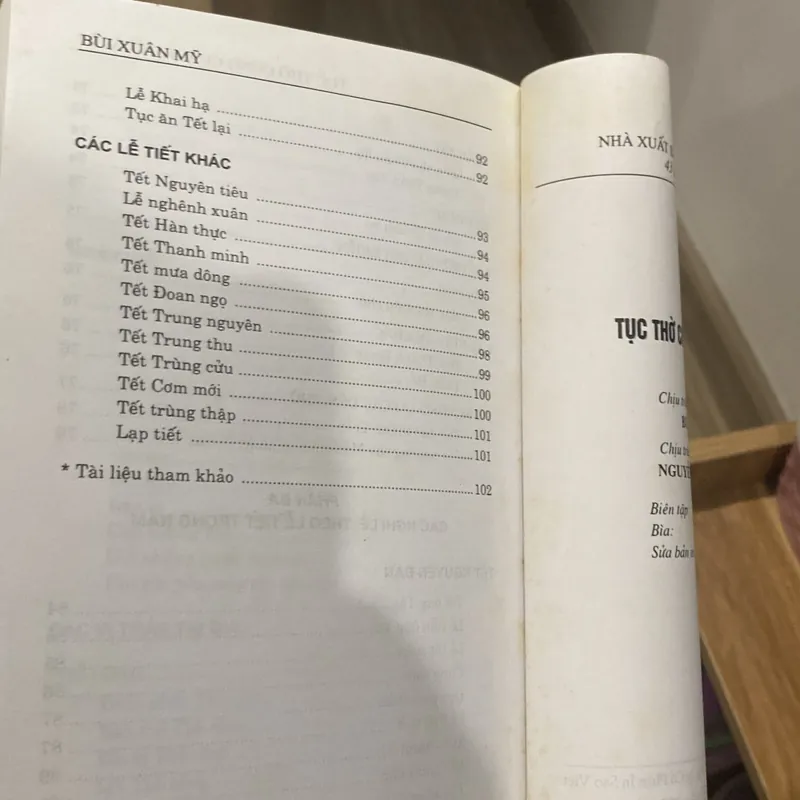 BÙI XUÂN MỸ
Lễ Khai hạ ........ 92
Tục ăn Tết lại ........ 92
CÁC LỄ TIẾT KHÁC
Tết Nguyên tiêu ........ 93
Lễ nghênh xuân ........ 94
Tết Hàn thực ........ 94
Tết Thanh minh ........ 95
Tết mưa dông ........ 96
Tết Đoan ngọ ........ 96
Tết Trung nguyên ........ 98
Tết Trung thu ........ 99
Tết Trùng cửu ........ 100
Tết Cơm mới ........ 100
Tết trùng thập ........ 101
Lạp tiết ........ 101
* Tài liệu tham khảo ........ 102
NHÀ XUẤT
TỤC THỜ
Chịu
Chịu
Biên tập:
Bìa:
Sửa bản